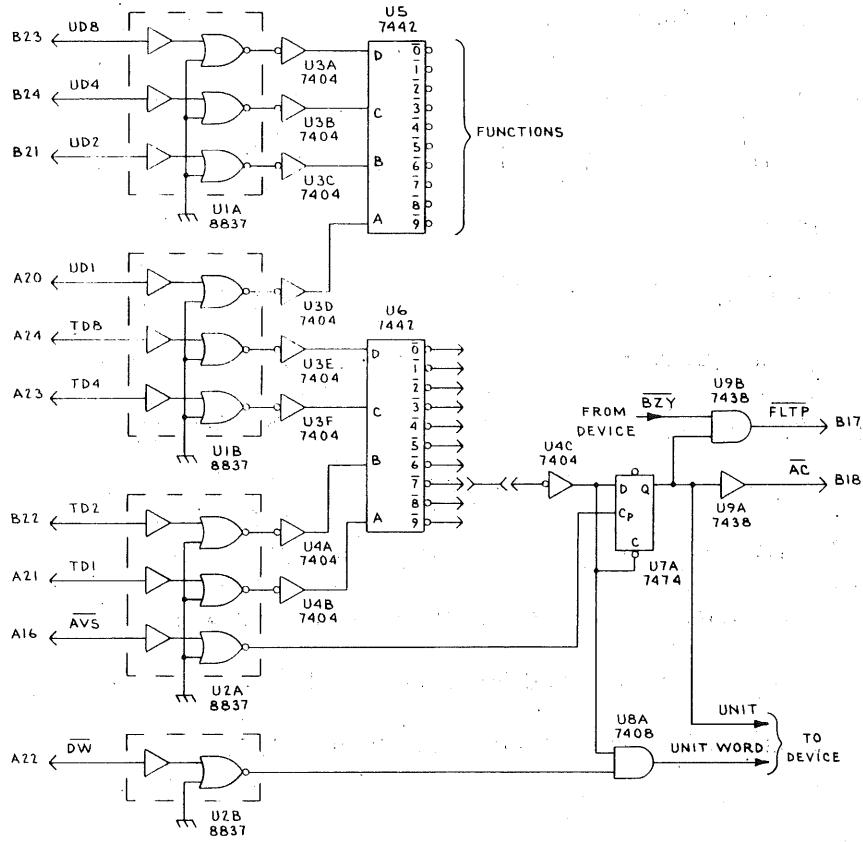 U5
7442
B23 UD8
U3A
7404
D
0
1
2
3
4
5
6
7
8
9
B24 UD4
U3B
7404
C
FUNCTIONS
B21 UD2
U3C
7404
B
A
U1A
8837
A20 UD1
U3D
7404
U6
7442
A24 TD8
U3E
7404
D
0
1
2
3
4
5
6
7
8
9
A23 TD4
U3F
7404
C
B
A
U1B
8837
U9B
7438
FROM
DEVICE
BZY
FLTP
B17
U4C
7404
D Q
CP
C
U7A
7474
AC
B18
U9A
7438
B22 TD2
U4A
7404
A21 TD1
U4B
7404
A16 AVS
U2A
8837
UNIT
UNIT WORD
TO
DEVICE
U8A
7408
A22 DW
U2B
8837